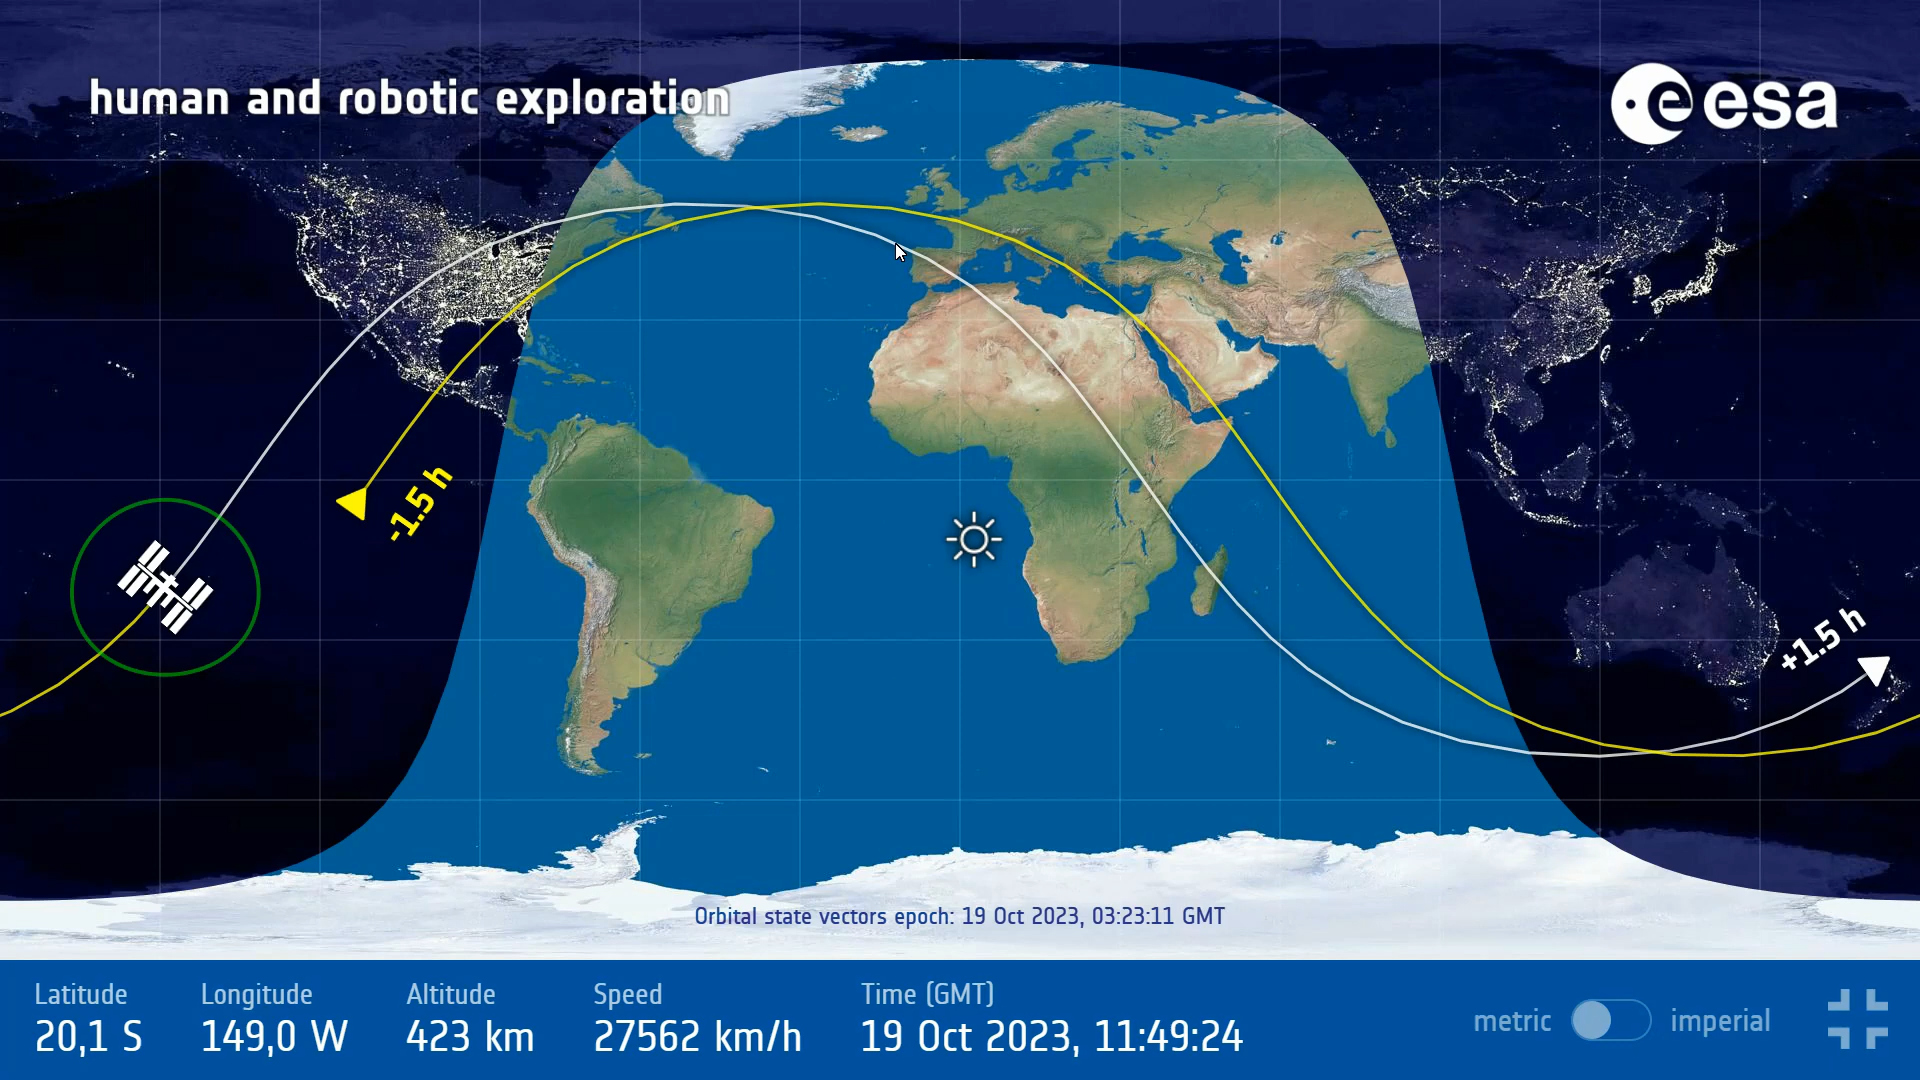 human and robotic exploration
esa
-1.5 h
+1.5 h
Orbital state vectors epoch: 19 Oct 2023, 03:23:11 GMT
Latitude
20,1 S
Longitude
149,0 W
Altitude
423 km
Speed
27562 km/h
Time (GMT)
19 Oct 2023, 11:49:24
metric
imperial